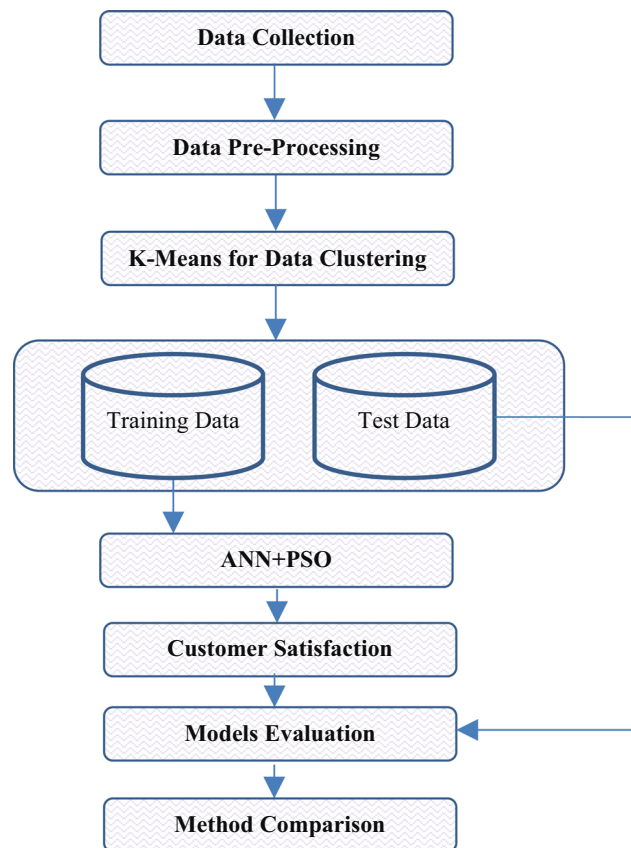 Data Collection
Data Pre-Processing
K-Means for Data Clustering
Training Data
Test Data
ANN+PSO
Customer Satisfaction
Models Evaluation
Method Comparison